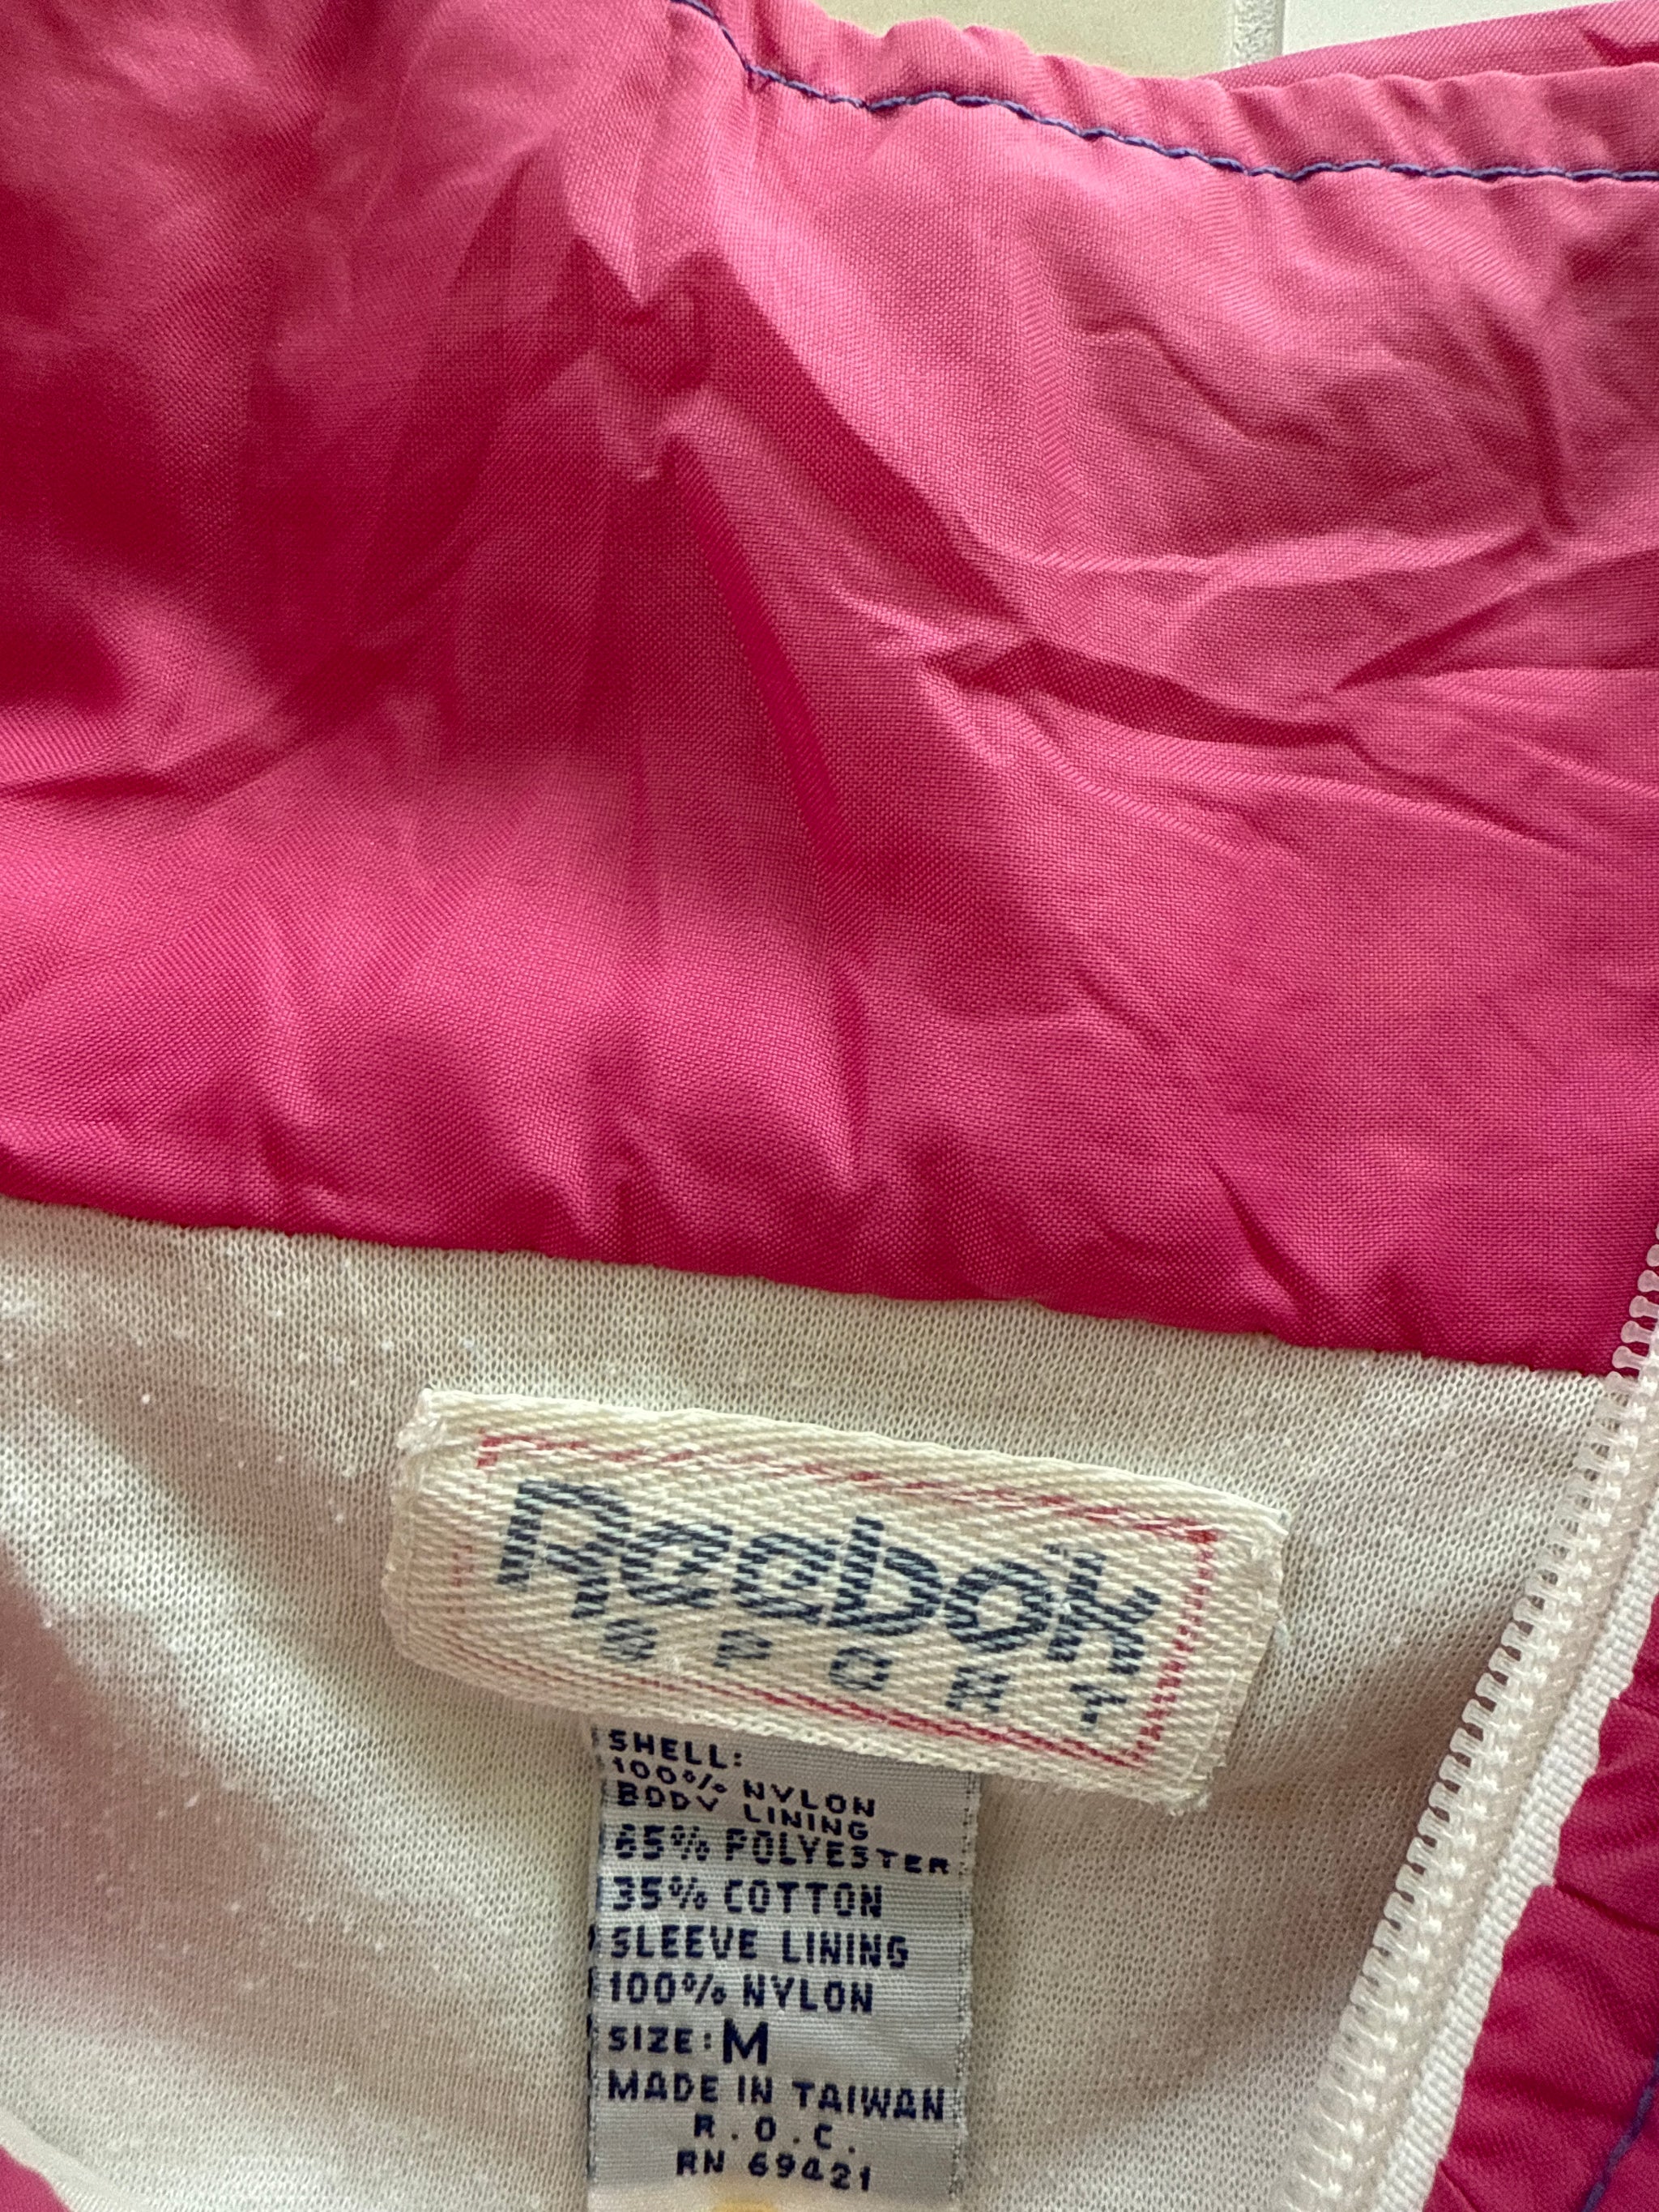 Reebok
SPORT
SHELL:
100% NYLON
BODY LINING
65% POLYESTER
35% COTTON
SLEEVE LINING
100% NYLON
SIZE: M
MADE IN TAIWAN
R.O.C.
RN 69421